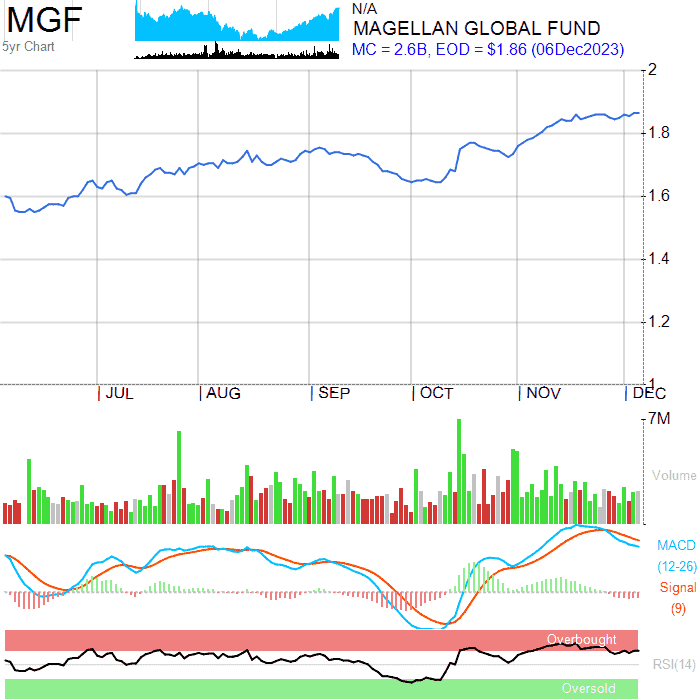 MGF
N/A
MAGELLAN GLOBAL FUND
5yr Chart
MC = 2.6B, EOD = $1.86 (06Dec2023)
2
1.8
1.6
1.4
1.2
1
JUL AUG SEP OCT NOV DEC
7M
Volume
MACD
(12-26)
Signal
(9)
Overbought
RSI(14)
Oversold